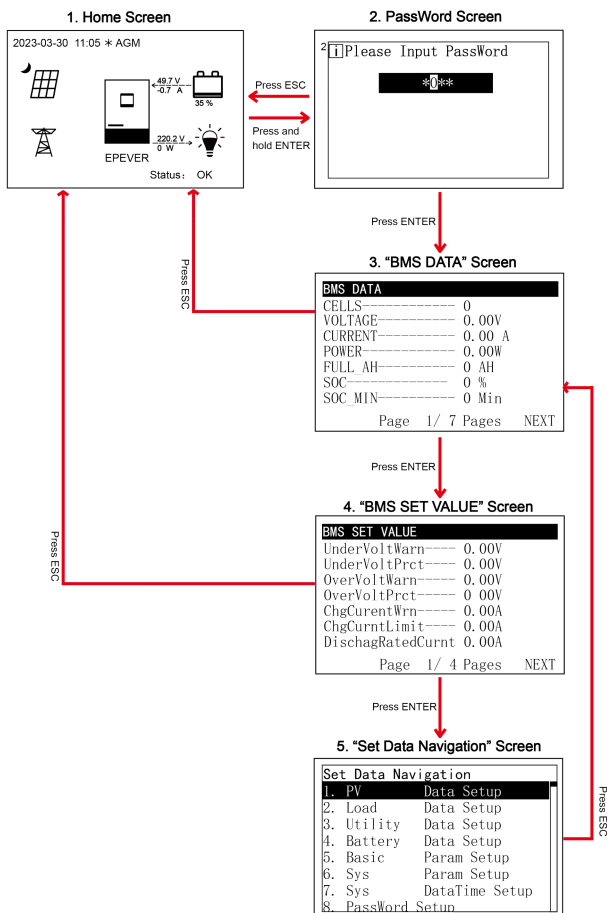 1. Home Screen
2023-03-30 11:05 * AGM
49.7 V
-0.7 A
35 %
220.2 V
0 W
EPEVER
Status: OK
Press ESC
Press and
hold ENTER
2. PassWord Screen
2 i Please Input PassWord
*0**
Press ENTER
3. “BMS DATA” Screen
BMS DATA
CELLS------------ 0
VOLTAGE---------- 0.00V
CURRENT---------- 0.00 A
POWER------------ 0.00W
FULL_AH---------- 0 AH
SOC-------------- 0 %
SOC_MIN---------- 0 Min
Page 1/ 7 Pages NEXT
Press ESC
Press ENTER
4. “BMS SET VALUE” Screen
BMS SET VALUE
UnderVoltWarn---- 0.00V
UnderVoltPrct---- 0.00V
OverVoltWarn----- 0.00V
OverVoltPrct----- 0.00V
ChgCurentWrn----- 0.00A
ChgCurntLimit---- 0.00A
DischagRatedCurnt 0.00A
Page 1/ 4 Pages NEXT
Press ESC
Press ENTER
5. “Set Data Navigation” Screen
Set Data Navigation
1. PV Data Setup
2. Load Data Setup
3. Utility Data Setup
4. Battery Data Setup
5. Basic Param Setup
6. Sys Param Setup
7. Sys DataTime Setup
8. PassWord Setup
Press ESC